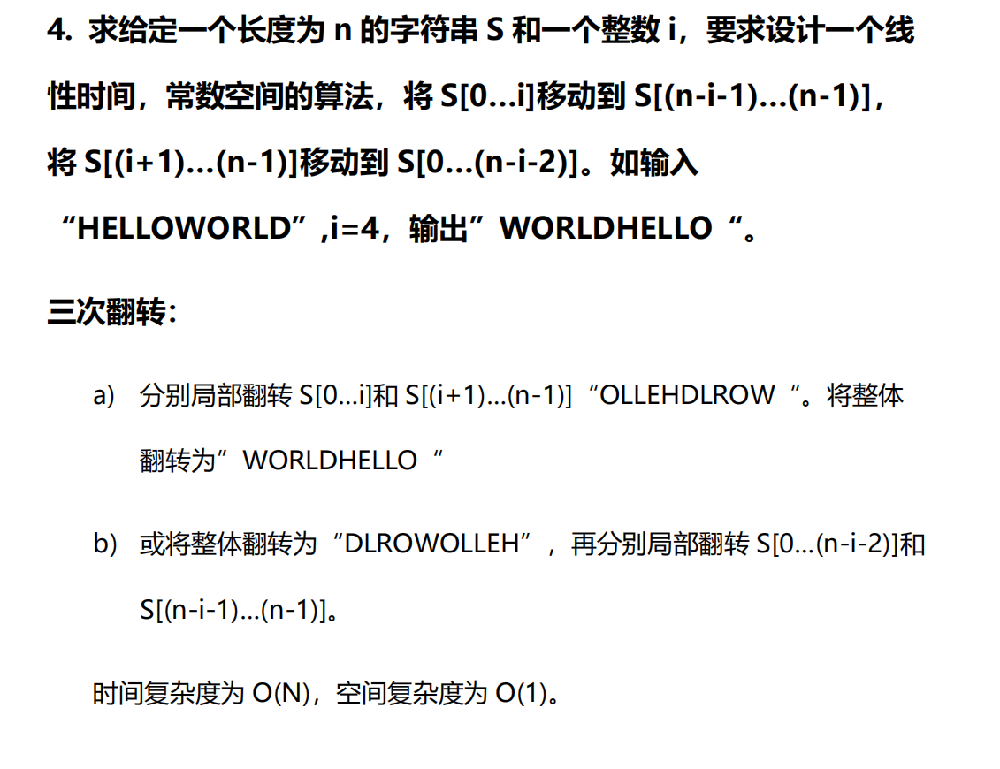 4. 求给定一个长度为 n 的字符串 S 和一个整数 i，要求设计一个线
性时间，常数空间的算法，将 S[0…i]移动到 S[(n-i-1)…(n-1)]，
将 S[(i+1)…(n-1)]移动到 S[0…(n-i-2)]。如输入
“HELLOWORLD”,i=4，输出”WORLDHELLO“。
三次翻转：
a) 分别局部翻转 S[0…i]和 S[(i+1)…(n-1)]“OLLEHDLROW“。将整体
翻转为”WORLDHELLO“
b) 或将整体翻转为“DLROWOLLEH”，再分别局部翻转 S[0…(n-i-2)]和
S[(n-i-1)…(n-1)]。
时间复杂度为 O(N)，空间复杂度为 O(1)。